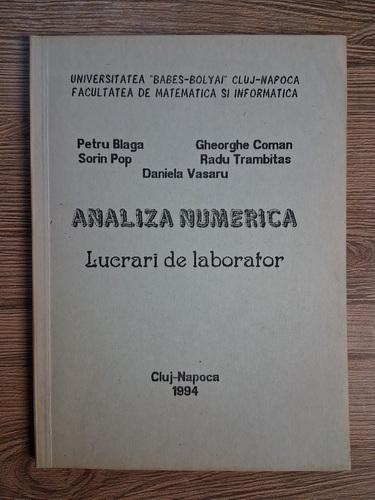 UNIVERSITATEA "BABES-BOLYAI" CLUJ-NAPOCA
FACULTATEA DE MATEMATICA SI INFORMATICA
Petru Blaga Gheorghe Coman
Sorin Pop Radu Trambitas
Daniela Vasaru
ANALIZA NUMERICA
Lucrari de laborator
Cluj-Napoca
1994